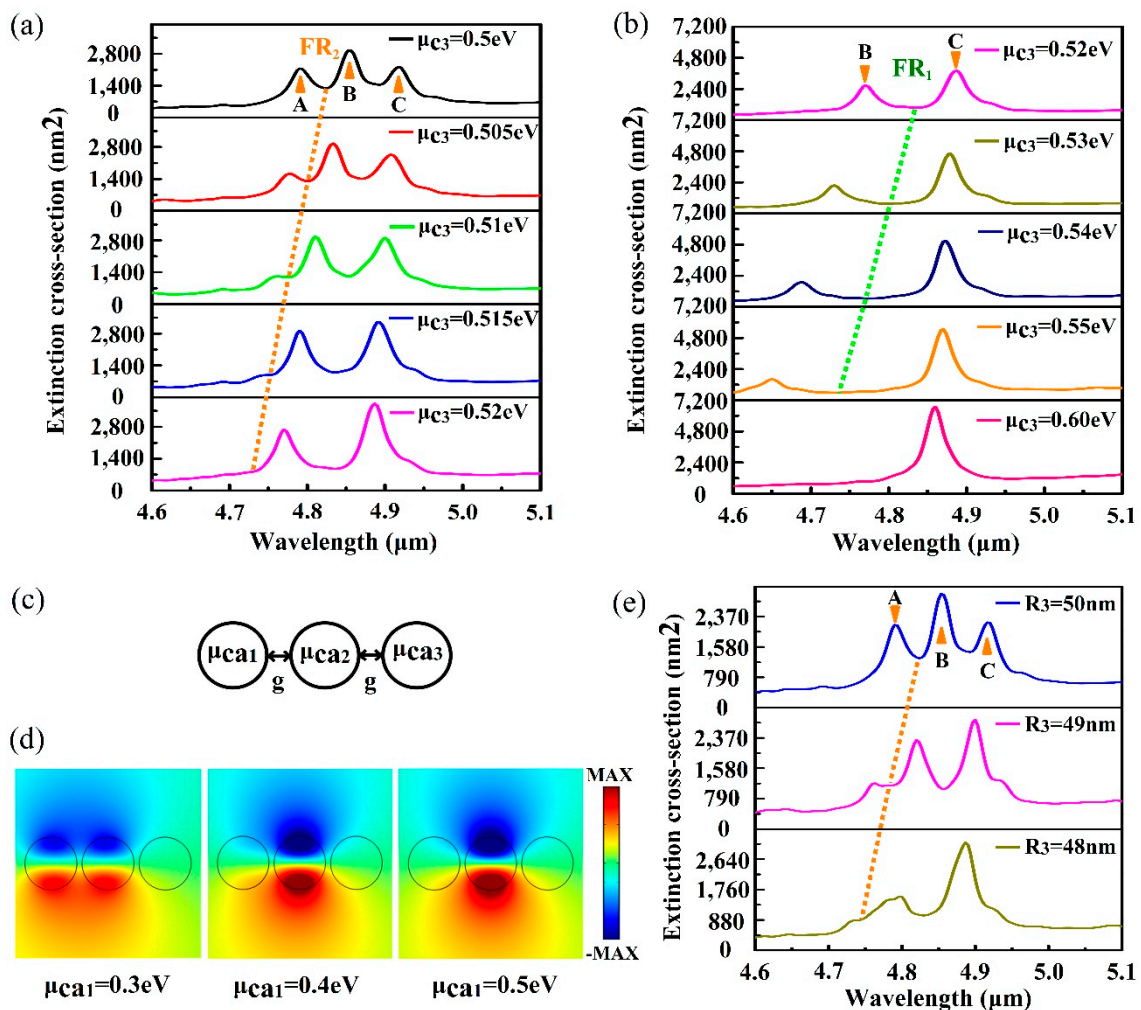 (a)
Extinction cross-section (nm2)
2,800
1,400
0
FR2
A
B
C
μc3=0.5eV
2,800
1,400
0
μc3=0.505eV
2,800
1,400
0
μc3=0.51eV
2,800
1,400
0
μc3=0.515eV
2,800
1,400
0
μc3=0.52eV
4.6 4.7 4.8 4.9 5.0 5.1
Wavelength (μm)
(b)
Extinction cross-section (nm2)
7,200
4,800
2,400
0
B
FR1
C
μc3=0.52eV
7,200
4,800
2,400
μc3=0.53eV
7,200
4,800
2,400
μc3=0.54eV
7,200
4,800
2,400
μc3=0.55eV
7,200
4,800
2,400
0
μc3=0.60eV
4.6 4.7 4.8 4.9 5.0 5.1
Wavelength (μm)
(c)
μca1 μca2 μca3
g g
(d)
MAX
-MAX
μca1=0.3eV μca1=0.4eV μca1=0.5eV
(e)
Extinction cross-section (nm2)
2,370
1,580
790
0
A
B
C
R3=50nm
2,370
1,580
790
0
R3=49nm
2,640
1,760
880
0
R3=48nm
4.6 4.7 4.8 4.9 5.0 5.1
Wavelength (μm)